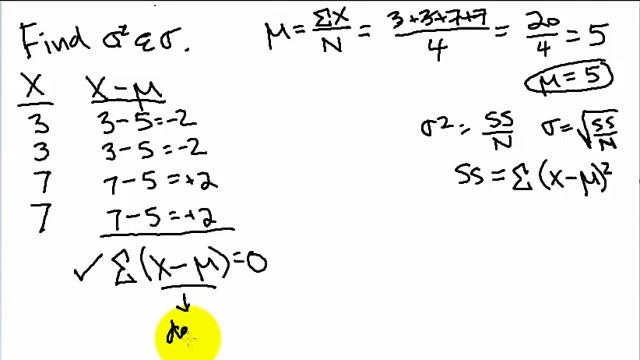 Find σ² & σ.
μ = ΣX/N = 3+3+7+7/4 = 20/4 = 5
μ = 5
X X − μ
3 3 − 5 = −2
3 3 − 5 = −2
7 7 − 5 = +2
7 7 − 5 = +2
✓ Σ(X − μ) = 0
↓
de
σ² = SS/N σ = √SS/N
SS = Σ(X − μ)²